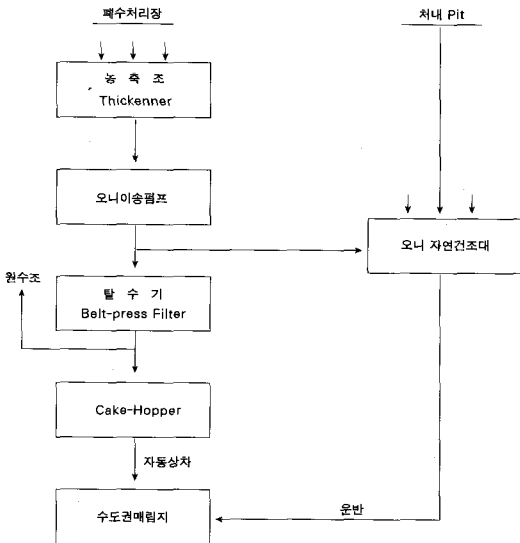 폐수처리장
처내 Pit
농 축 조
Thickenner
오니이송펌프
오니 자연건조대
원수조
탈 수 기
Belt-press Filter
Cake-Hopper
자동상차
수도권매립지
운반